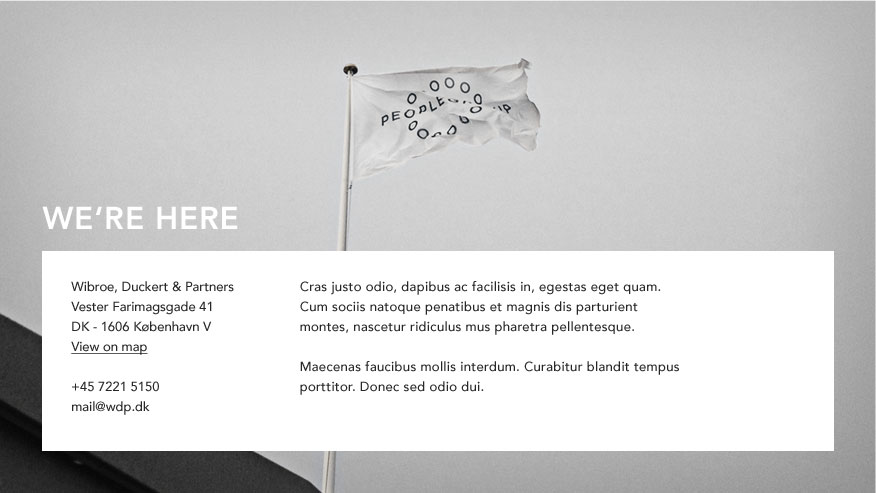 PEOPLEGROUP
WE‘RE HERE
Wibroe, Duckert & Partners
Vester Farimagsgade 41
DK - 1606 København V
View on map
+45 7221 5150
mail@wdp.dk
Cras justo odio, dapibus ac facilisis in, egestas eget quam.
Cum sociis natoque penatibus et magnis dis parturient
montes, nascetur ridiculus mus pharetra pellentesque.
Maecenas faucibus mollis interdum. Curabitur blandit tempus
porttitor. Donec sed odio dui.